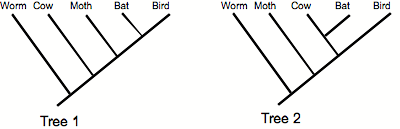 Worm Cow Moth Bat Bird
Worm Moth Cow Bat Bird
Tree 1
Tree 2